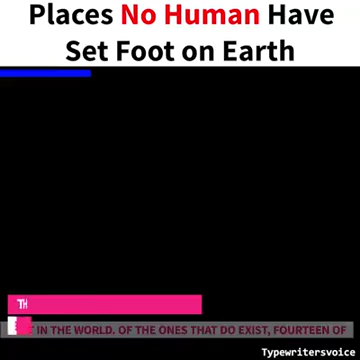 Places No Human Have
Set Foot on Earth
TH
IN THE WORLD. OF THE ONES THAT DO EXIST, FOURTEEN OF
Typewritersvoice